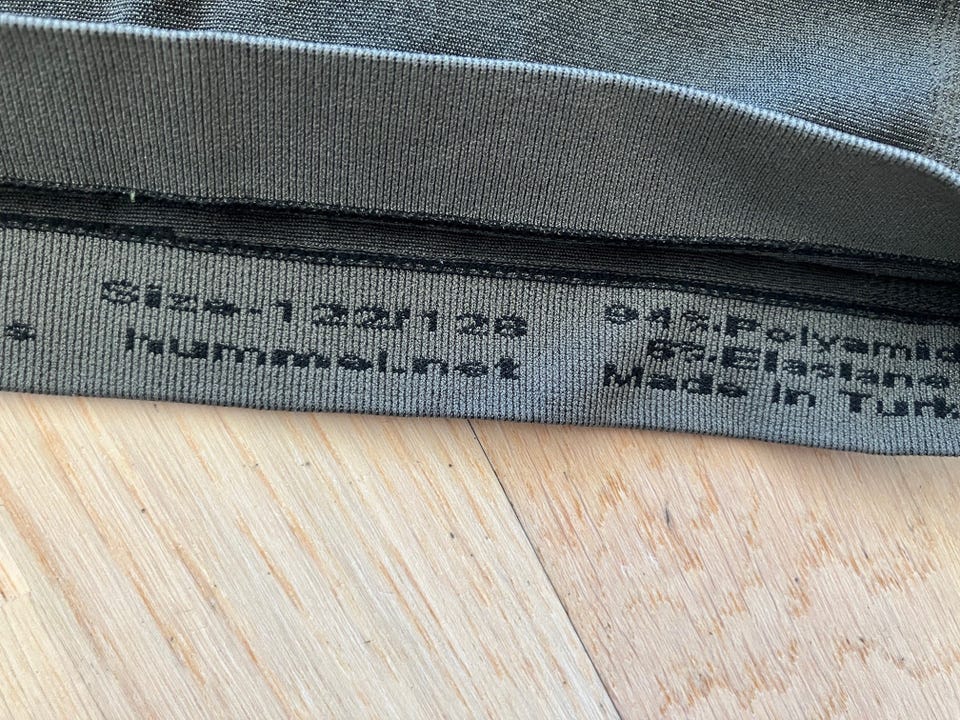 Size-122/128
hummel.net
94%-Polyamid
6%-Elastane
Made in Turk